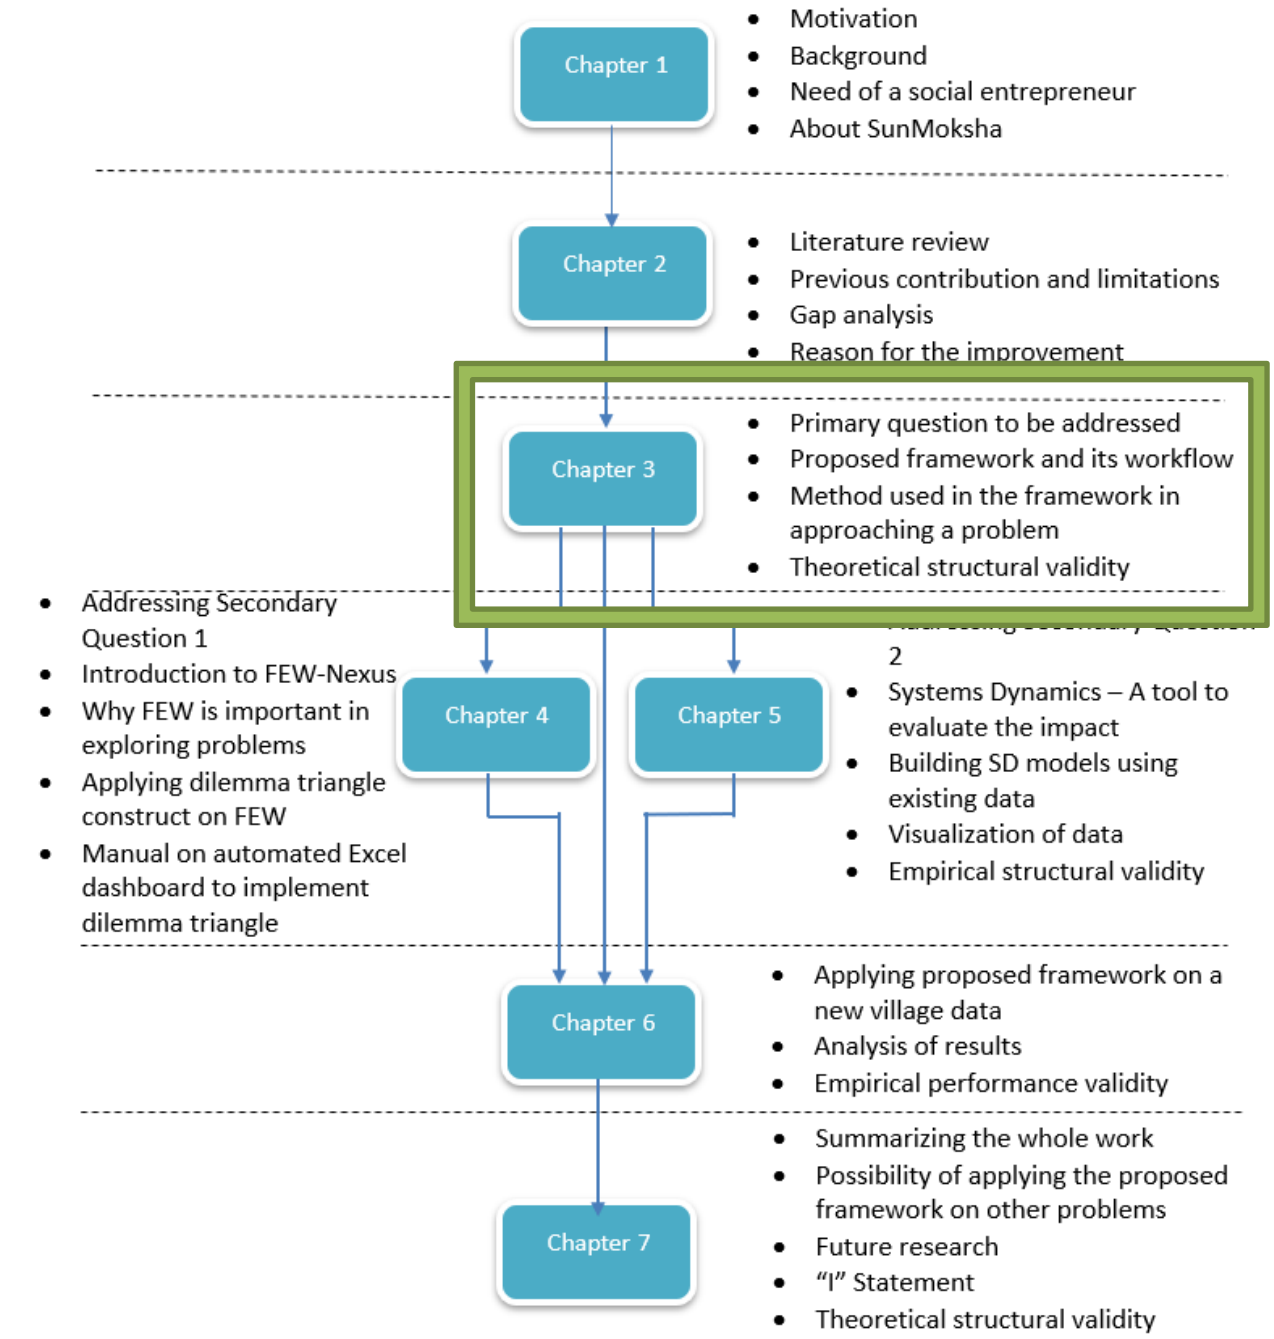 Chapter 1
• Motivation
• Background
• Need of a social entrepreneur
• About SunMoksha
Chapter 2
• Literature review
• Previous contribution and limitations
• Gap analysis
• Reason for the improvement
Chapter 3
• Primary question to be addressed
• Proposed framework and its workflow
• Method used in the framework in
approaching a problem
• Theoretical structural validity
• Addressing Secondary
Question 1
• Introduction to FEW-Nexus
• Why FEW is important in
exploring problems
• Applying dilemma triangle
construct on FEW
• Manual on automated Excel
dashboard to implement
dilemma triangle
Chapter 4
Chapter 5
Addressing Secondary Question
2
• Systems Dynamics – A tool to
evaluate the impact
• Building SD models using
existing data
• Visualization of data
• Empirical structural validity
Chapter 6
• Applying proposed framework on a
new village data
• Analysis of results
• Empirical performance validity
Chapter 7
• Summarizing the whole work
• Possibility of applying the proposed
framework on other problems
• Future research
• “I” Statement
• Theoretical structural validity